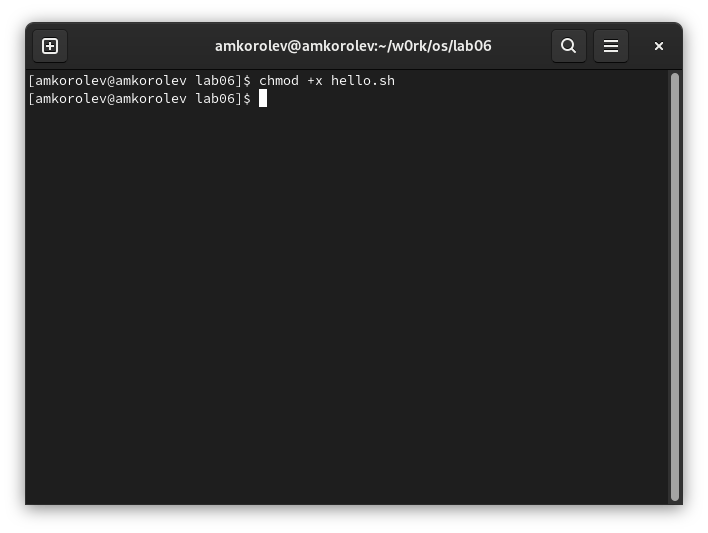 amkorolev@amkorolev:~/w0rk/os/lab06
[amkorolev@amkorolev lab06]$ chmod +x hello.sh
[amkorolev@amkorolev lab06]$